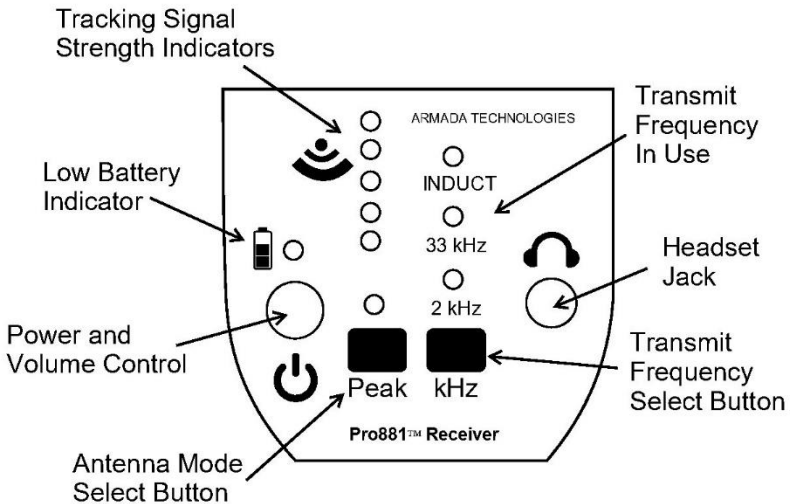 Tracking Signal
Strength Indicators
ARMADA TECHNOLOGIES
Transmit
Frequency
In Use
Low Battery
Indicator
INDUCT
33 kHz
Headset
Jack
2 kHz
Power and
Volume Control
Transmit
Frequency
Select Button
Peak
kHz
Pro881™ Receiver
Antenna Mode
Select Button